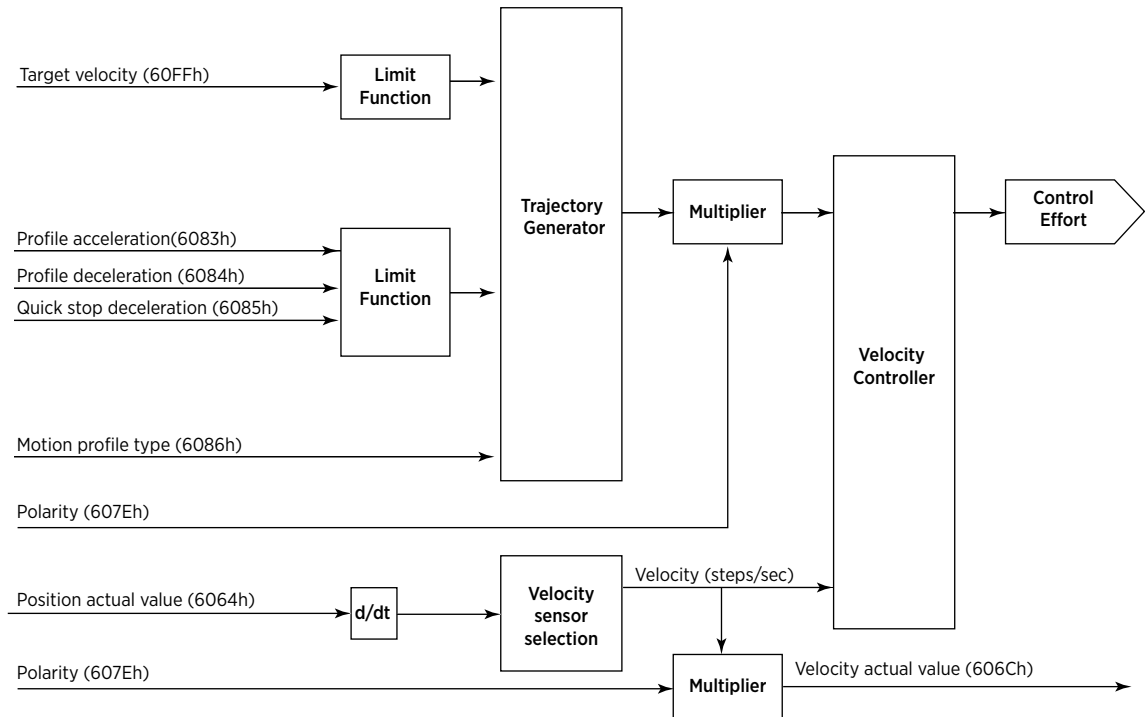 Target velocity (60FFh)
Limit
Function
Profile acceleration(6083h)
Profile deceleration (6084h)
Quick stop deceleration (6085h)
Limit
Function
Motion profile type (6086h)
Polarity (607Eh)
Trajectory
Generator
Multiplier
Velocity
Controller
Control
Effort
Position actual value (6064h)
d/dt
Velocity
sensor
selection
Velocity (steps/sec)
Polarity (607Eh)
Multiplier
Velocity actual value (606Ch)